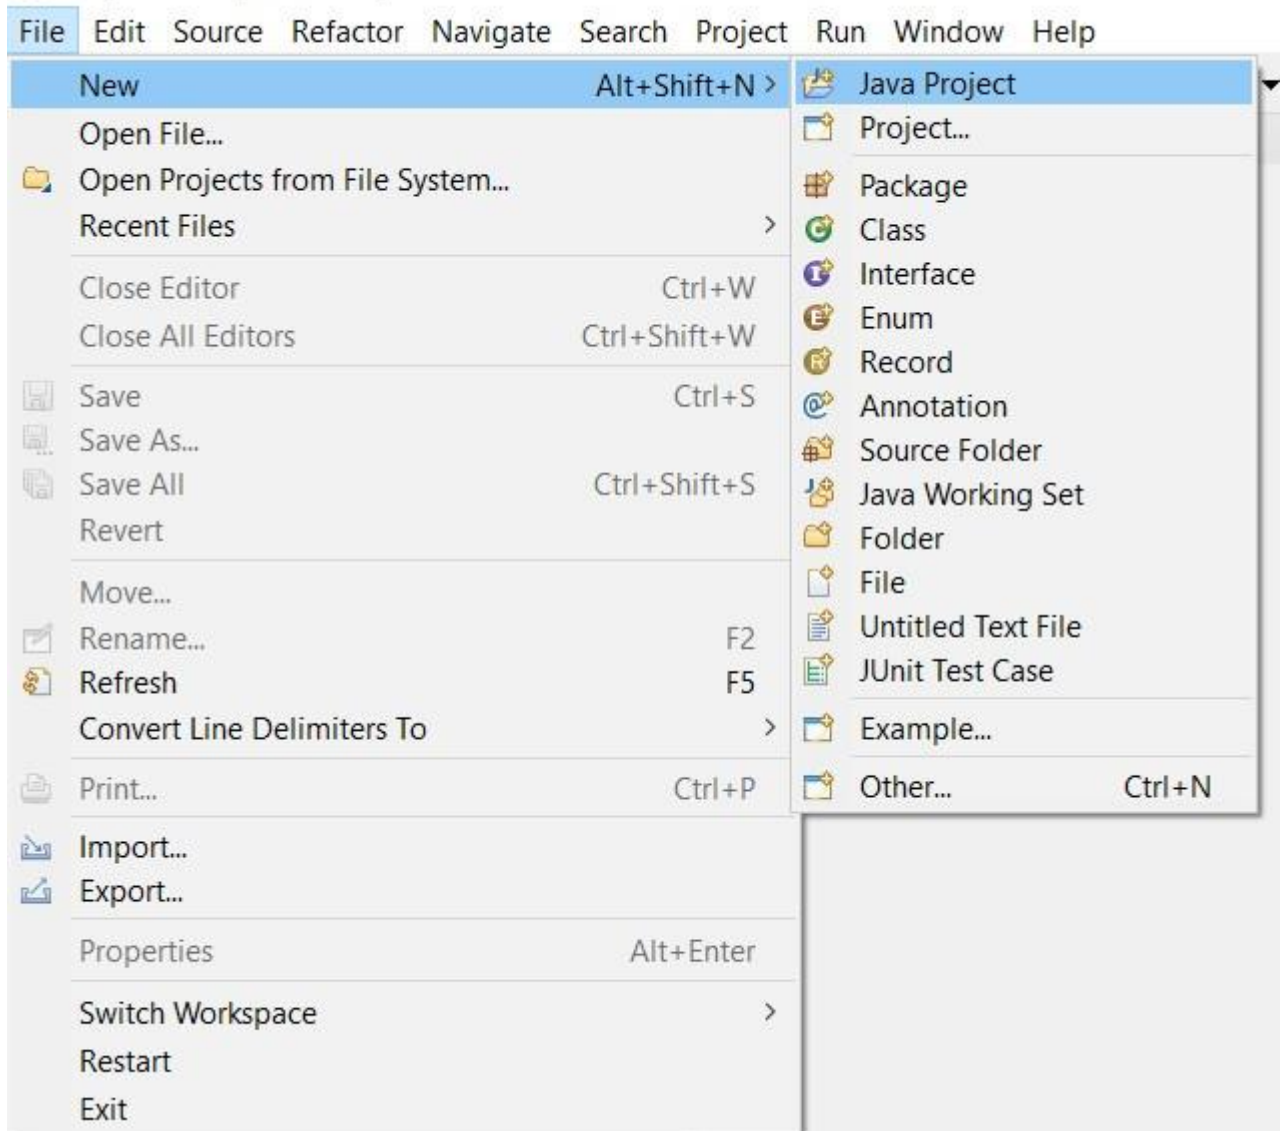 File Edit Source Refactor Navigate Search Project Run Window Help
New Alt+Shift+N >
Open File...
Open Projects from File System...
Recent Files >
Close Editor Ctrl+W
Close All Editors Ctrl+Shift+W
Save Ctrl+S
Save As...
Save All Ctrl+Shift+S
Revert
Move...
Rename... F2
Refresh F5
Convert Line Delimiters To >
Print... Ctrl+P
Import...
Export...
Properties Alt+Enter
Switch Workspace >
Restart
Exit
Java Project
Project...
Package
Class
Interface
Enum
Record
Annotation
Source Folder
Java Working Set
Folder
File
Untitled Text File
JUnit Test Case
Example...
Other... Ctrl+N